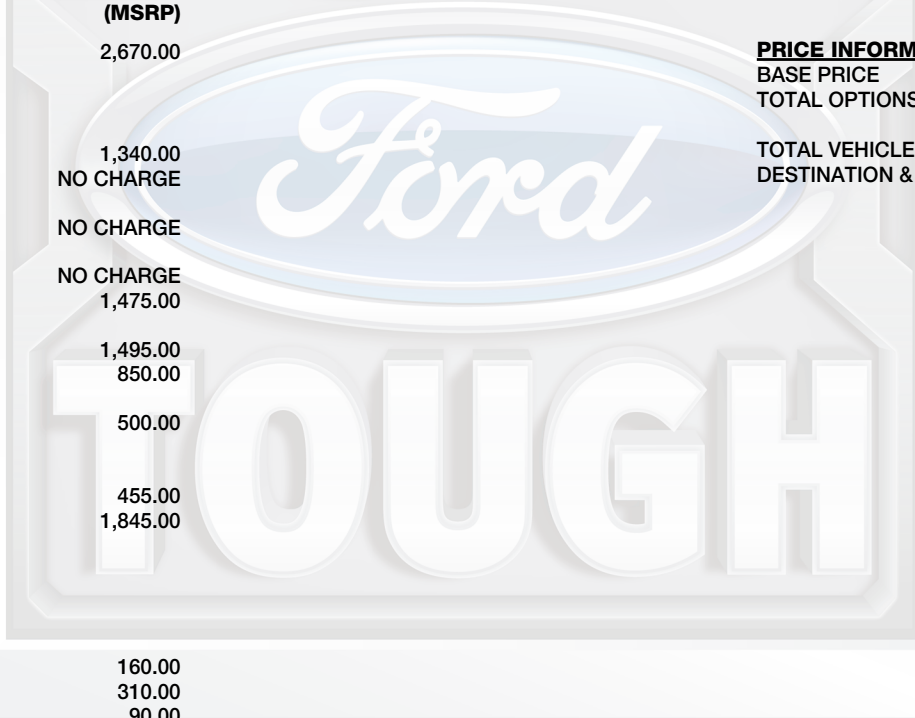 (MSRP)
2,670.00
1,340.00
NO CHARGE
NO CHARGE
NO CHARGE
1,475.00
1,495.00
850.00
500.00
455.00
1,845.00
160.00
310.00
90.00
PRICE INFORM
BASE PRICE
TOTAL OPTIONS
TOTAL VEHICLE
DESTINATION &
Ford
TOUGH